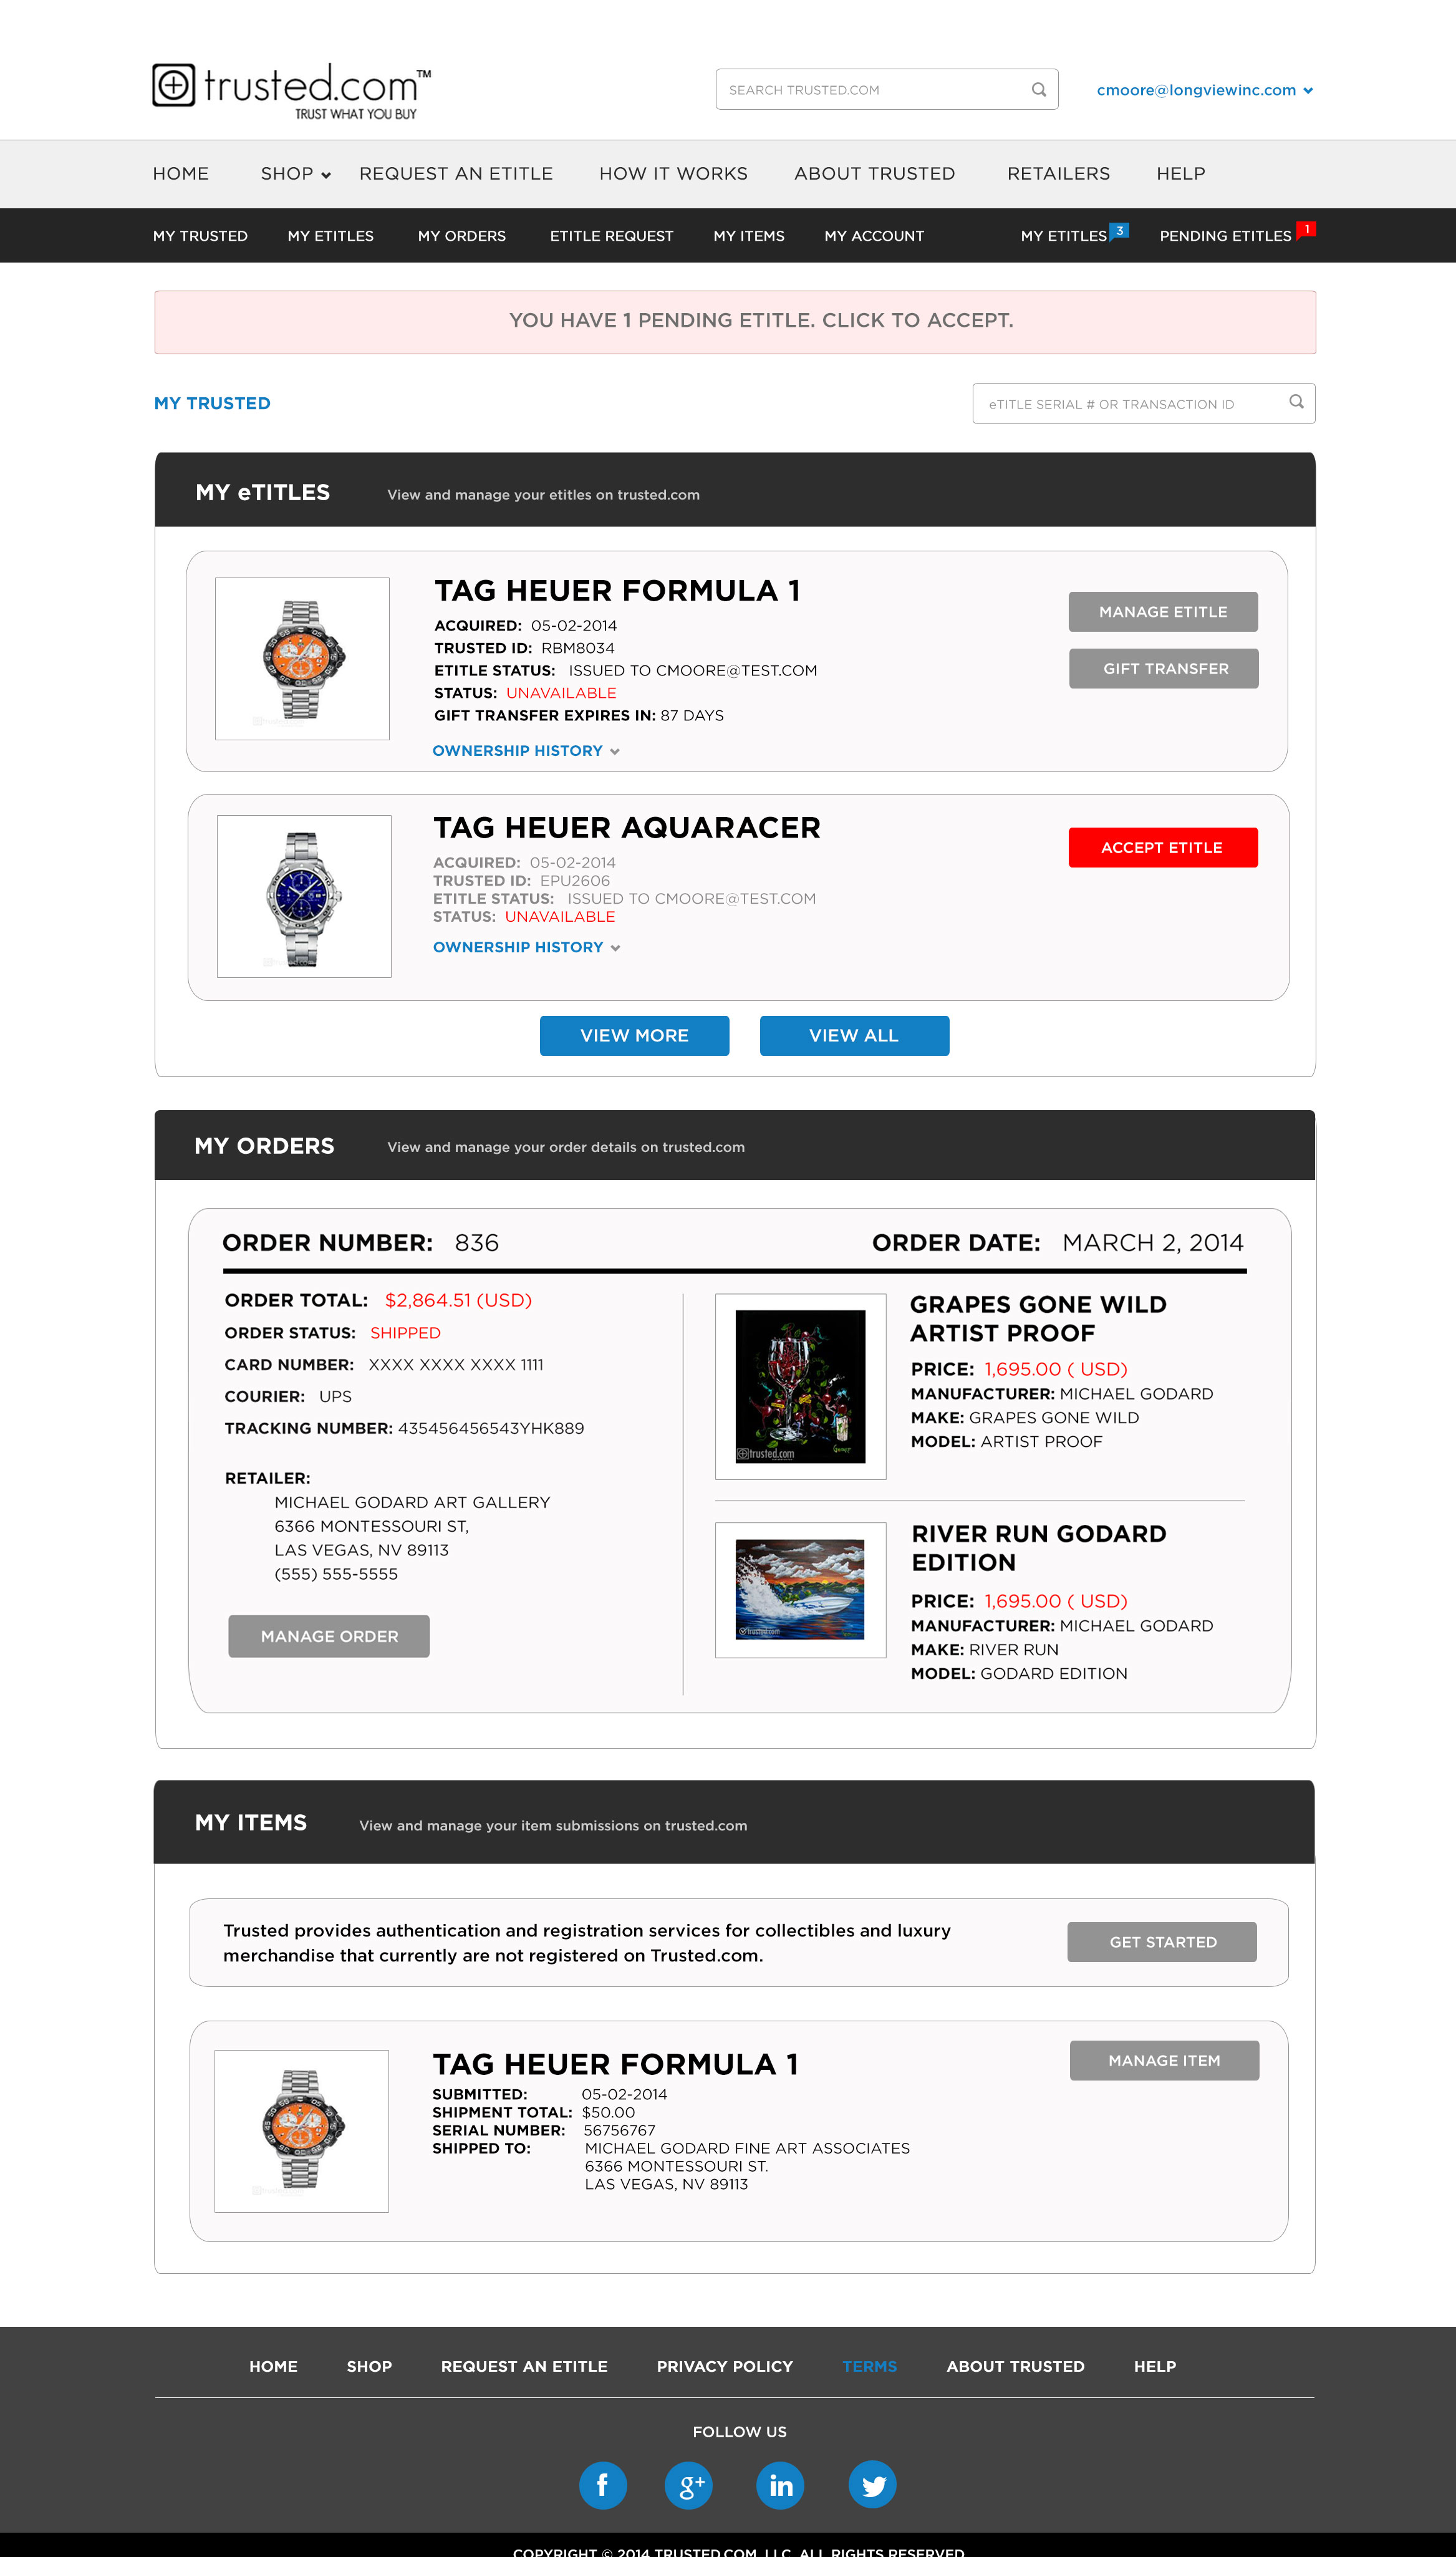 trusted.com™
TRUST WHAT YOU BUY
SEARCH TRUSTED.COM
cmoore@longviewinc.com
HOME SHOP REQUEST AN ETITLE HOW IT WORKS ABOUT TRUSTED RETAILERS HELP
MY TRUSTED MY ETITLES MY ORDERS ETITLE REQUEST MY ITEMS MY ACCOUNT MY ETITLES 3 PENDING ETITLES 1
YOU HAVE 1 PENDING ETITLE. CLICK TO ACCEPT.
MY TRUSTED
eTITLE SERIAL # OR TRANSACTION ID
MY eTITLES View and manage your etitles on trusted.com
TAG HEUER FORMULA 1
ACQUIRED: 05-02-2014
TRUSTED ID: RBM8034
ETITLE STATUS: ISSUED TO CMOORE@TEST.COM
STATUS: UNAVAILABLE
GIFT TRANSFER EXPIRES IN: 87 DAYS
OWNERSHIP HISTORY
MANAGE ETITLE
GIFT TRANSFER
TAG HEUER AQUARACER
ACQUIRED: 05-02-2014
TRUSTED ID: EPU2606
ETITLE STATUS: ISSUED TO CMOORE@TEST.COM
STATUS: UNAVAILABLE
OWNERSHIP HISTORY
ACCEPT ETITLE
VIEW MORE VIEW ALL
MY ORDERS View and manage your order details on trusted.com
ORDER NUMBER: 836 ORDER DATE: MARCH 2, 2014
ORDER TOTAL: $2,864.51 (USD)
ORDER STATUS: SHIPPED
CARD NUMBER: XXXX XXXX XXXX 1111
COURIER: UPS
TRACKING NUMBER: 435456456543YHK889
RETAILER:
MICHAEL GODARD ART GALLERY
6366 MONTESSOURI ST,
LAS VEGAS, NV 89113
(555) 555-5555
MANAGE ORDER
trusted.com
GRAPES GONE WILD
ARTIST PROOF
PRICE: 1,695.00 ( USD)
MANUFACTURER: MICHAEL GODARD
MAKE: GRAPES GONE WILD
MODEL: ARTIST PROOF
trusted.com
RIVER RUN GODARD
EDITION
PRICE: 1,695.00 ( USD)
MANUFACTURER: MICHAEL GODARD
MAKE: RIVER RUN
MODEL: GODARD EDITION
MY ITEMS View and manage your item submissions on trusted.com
Trusted provides authentication and registration services for collectibles and luxury
merchandise that currently are not registered on Trusted.com.
GET STARTED
TAG HEUER FORMULA 1
SUBMITTED: 05-02-2014
SHIPMENT TOTAL: $50.00
SERIAL NUMBER: 56756767
SHIPPED TO: MICHAEL GODARD FINE ART ASSOCIATES
6366 MONTESSOURI ST.
LAS VEGAS, NV 89113
MANAGE ITEM
HOME SHOP REQUEST AN ETITLE PRIVACY POLICY TERMS ABOUT TRUSTED HELP
FOLLOW US
f g+ in
COPYRIGHT © 2014 TRUSTED.COM, LLC. ALL RIGHTS RESERVED